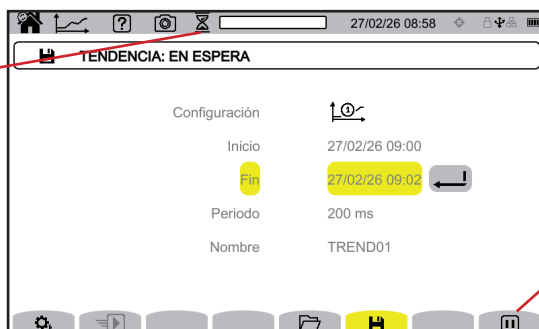 ? 27/02/26 08:58
TENDENCIA: EN ESPERA
Configuración 1
Inicio 27/02/26 09:00
Fin 27/02/26 09:02
Periodo 200 ms
Nombre TREND01